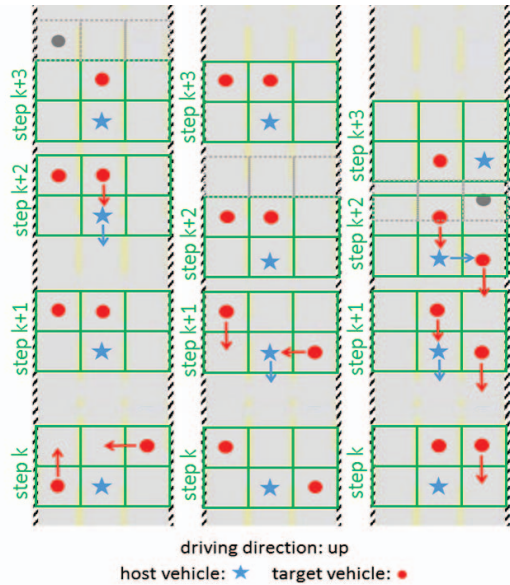 step k+3
step k+2
step k+1
step k
step k+3
step k+2
step k+1
step k
step k+3
step k+2
step k+1
step k
driving direction: up
host vehicle: target vehicle: